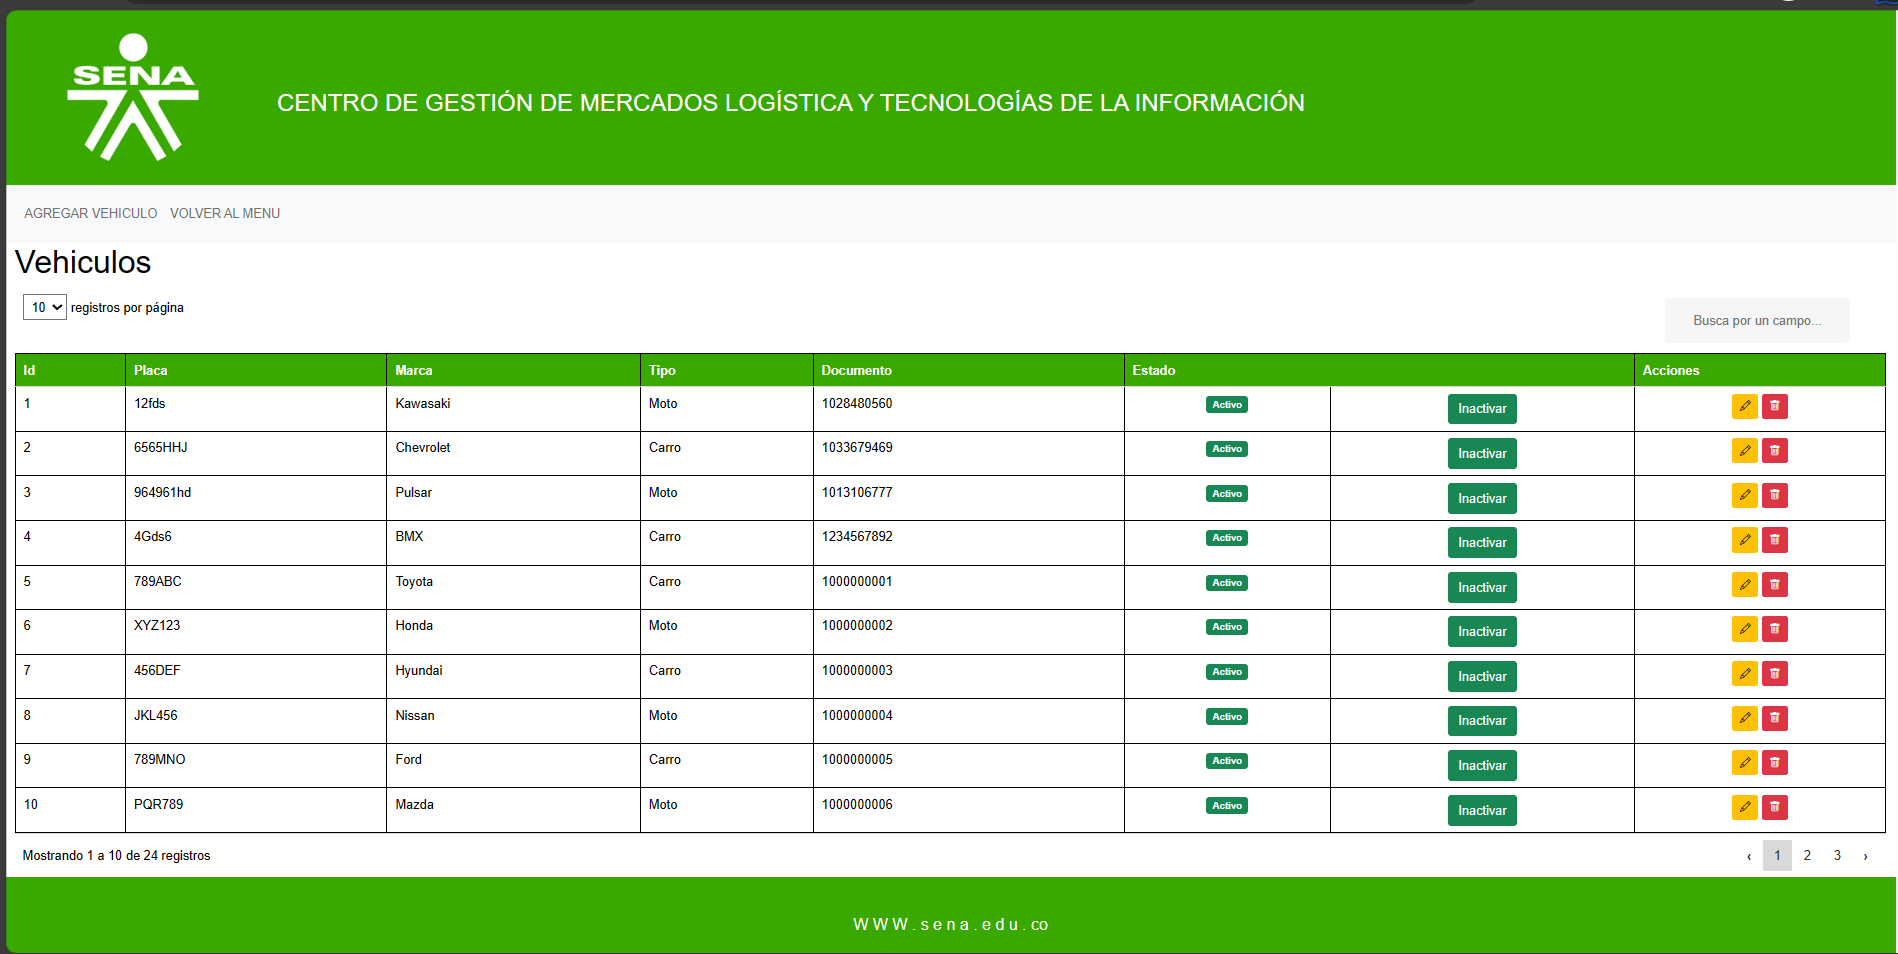 SENA
CENTRO DE GESTIÓN DE MERCADOS LOGÍSTICA Y TECNOLOGÍAS DE LA INFORMACIÓN
AGREGAR VEHICULO VOLVER AL MENU
Vehiculos
10 registros por página
Busca por un campo...
Id Placa Marca Tipo Documento Estado Acciones
1 12fds Kawasaki Moto 1028480560 Activo Inactivar
2 6565HHJ Chevrolet Carro 1033679469 Activo Inactivar
3 964961hd Pulsar Moto 1013106777 Activo Inactivar
4 4Gds6 BMX Carro 1234567892 Activo Inactivar
5 789ABC Toyota Carro 1000000001 Activo Inactivar
6 XYZ123 Honda Moto 1000000002 Activo Inactivar
7 456DEF Hyundai Carro 1000000003 Activo Inactivar
8 JKL456 Nissan Moto 1000000004 Activo Inactivar
9 789MNO Ford Carro 1000000005 Activo Inactivar
10 PQR789 Mazda Moto 1000000006 Activo Inactivar
Mostrando 1 a 10 de 24 registros ‹ 1 2 3 ›
WWW.sena.edu.co